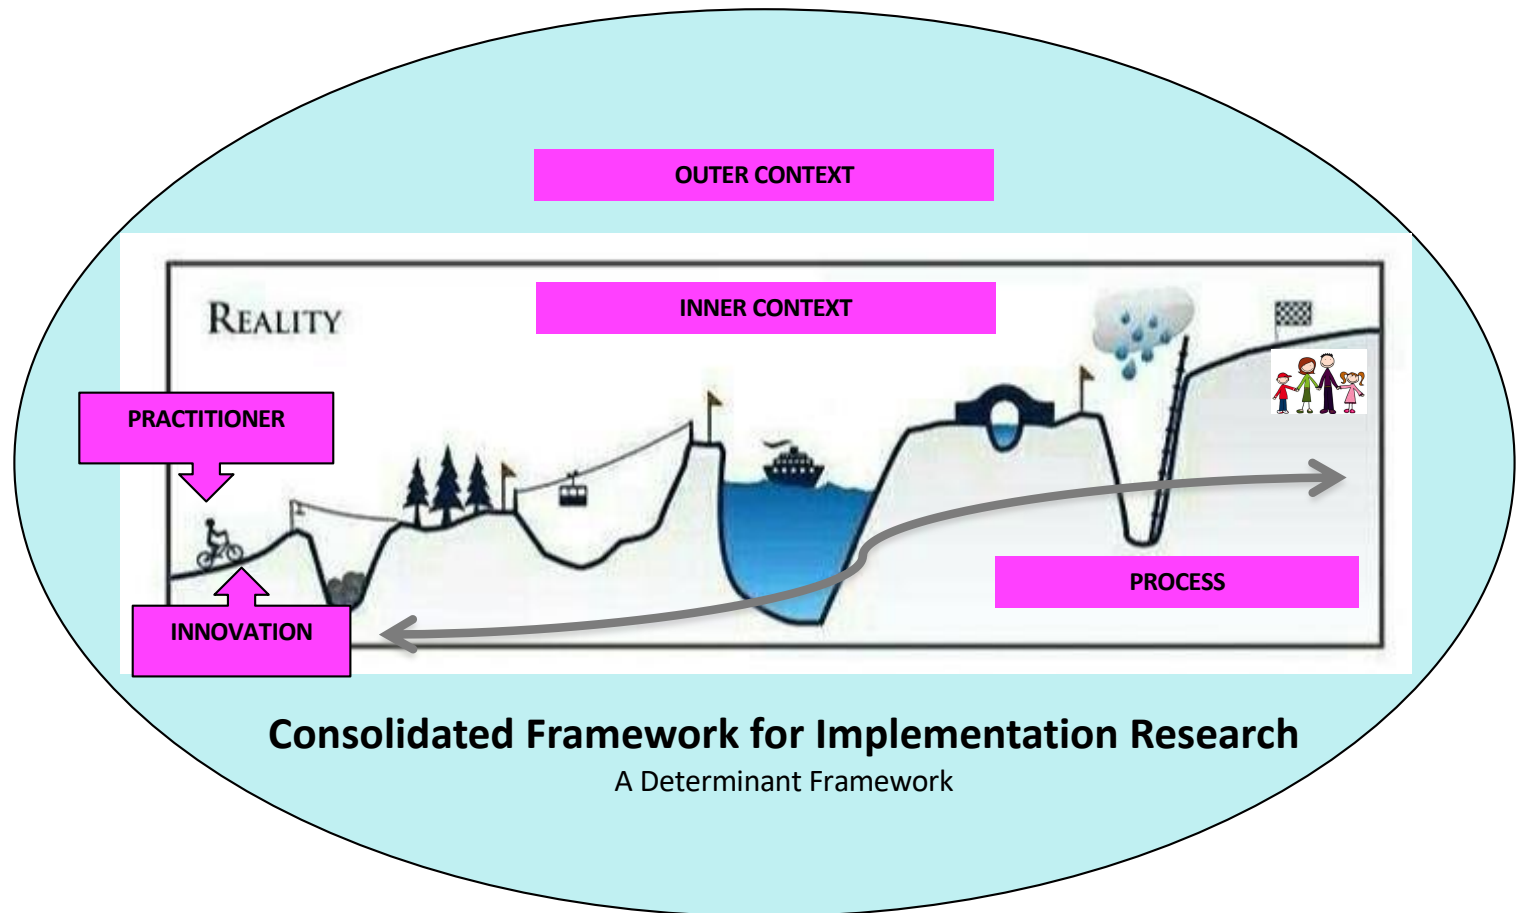 OUTER CONTEXT
INNER CONTEXT
REALITY
PRACTITIONER
PROCESS
INNOVATION
Consolidated Framework for Implementation Research
A Determinant Framework